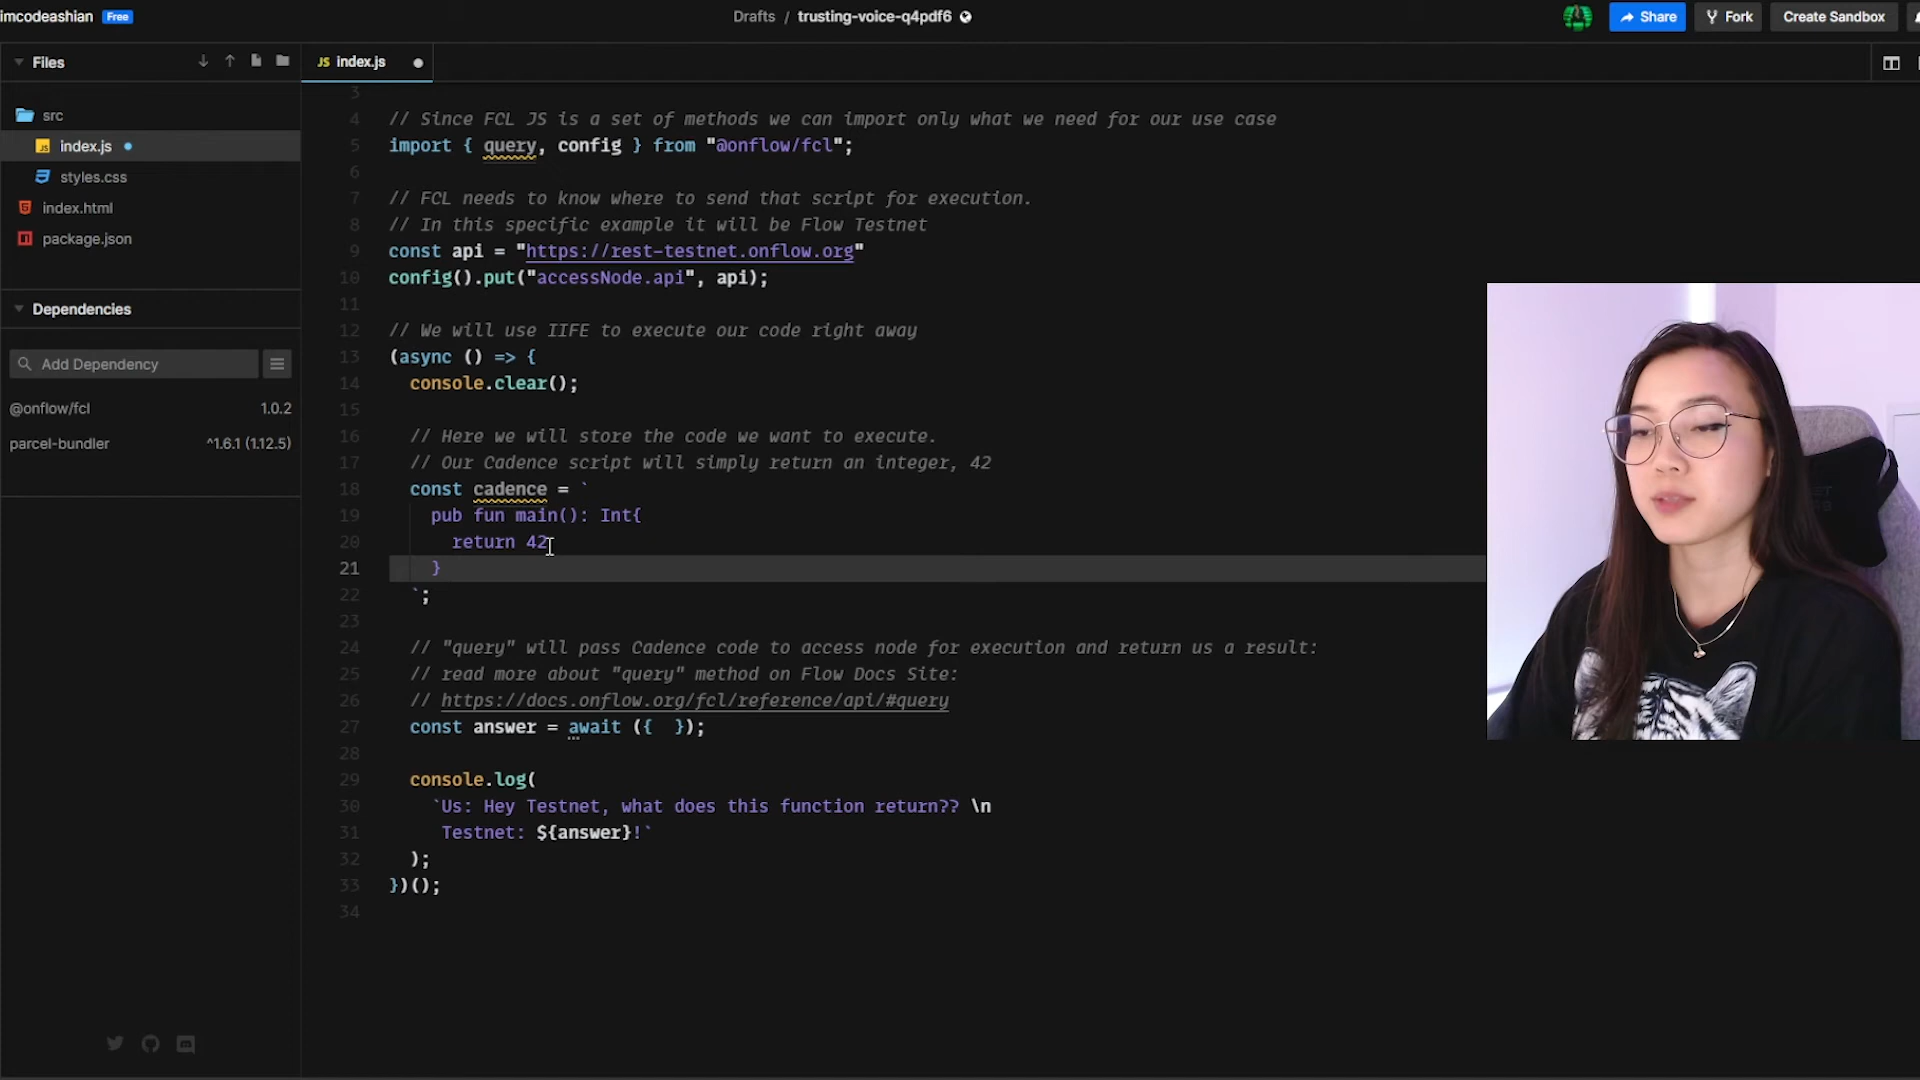 imcodeashian Free
Drafts / trusting-voice-q4pdf6
Share
Fork
Create Sandbox
Files
JS index.js
src
JS index.js
styles.css
index.html
package.json
Dependencies
Add Dependency
@onflow/fcl 1.0.2
parcel-bundler ^1.6.1 (1.12.5)
3
4 // Since FCL JS is a set of methods we can import only what we need for our use case
5 import { query, config } from "@onflow/fcl";
6
7 // FCL needs to know where to send that script for execution.
8 // In this specific example it will be Flow Testnet
9 const api = "https://rest-testnet.onflow.org"
10 config().put("accessNode.api", api);
11
12 // We will use IIFE to execute our code right away
13 (async () => {
14 console.clear();
15
16 // Here we will store the code we want to execute.
17 // Our Cadence script will simply return an integer, 42
18 const cadence = `
19 pub fun main(): Int{
20 return 42
21 }
22 `;
23
24 // "query" will pass Cadence code to access node for execution and return us a result:
25 // read more about "query" method on Flow Docs Site:
26 // https://docs.onflow.org/fcl/reference/api/#query
27 const answer = await ({  });
28
29 console.log(
30 `Us: Hey Testnet, what does this function return?? \n
31 Testnet: ${answer}!`
32 );
33 })();
34